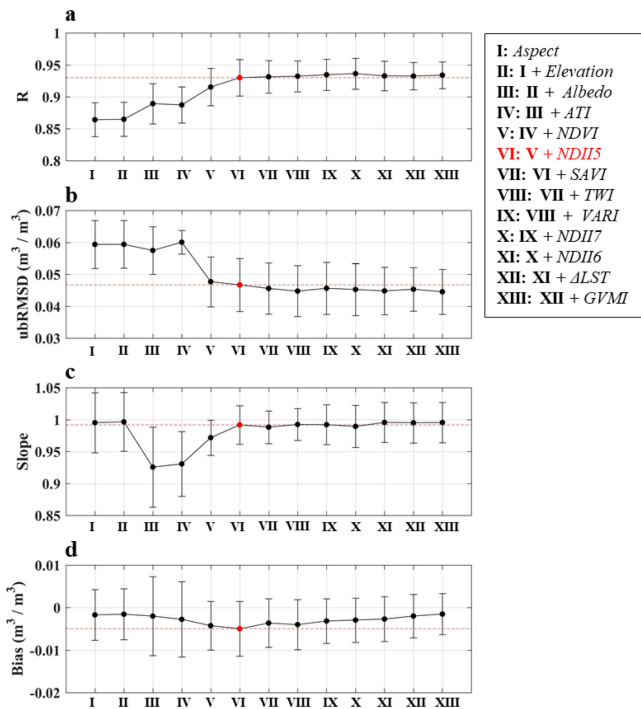 a
R
1
0.95
0.9
0.85
0.8
I II III IV V VI VII VIII IX X XI XII XIII
b
ubRMSD (m³ / m³)
0.07
0.06
0.05
0.04
0.03
I II III IV V VI VII VIII IX X XI XII XIII
c
Slope
1.05
1
0.95
0.9
0.85
I II III IV V VI VII VIII IX X XI XII XIII
d
Bias (m³ / m³)
0.01
0
-0.01
-0.02
I II III IV V VI VII VIII IX X XI XII XIII
I: Aspect
II: I + Elevation
III: II + Albedo
IV: III + ATI
V: IV + NDVI
VI: V + NDII5
VII: VI + SAVI
VIII: VII + TWI
IX: VIII + VARI
X: IX + NDII7
XI: X + NDII6
XII: XI + ΔLST
XIII: XII + GVMI